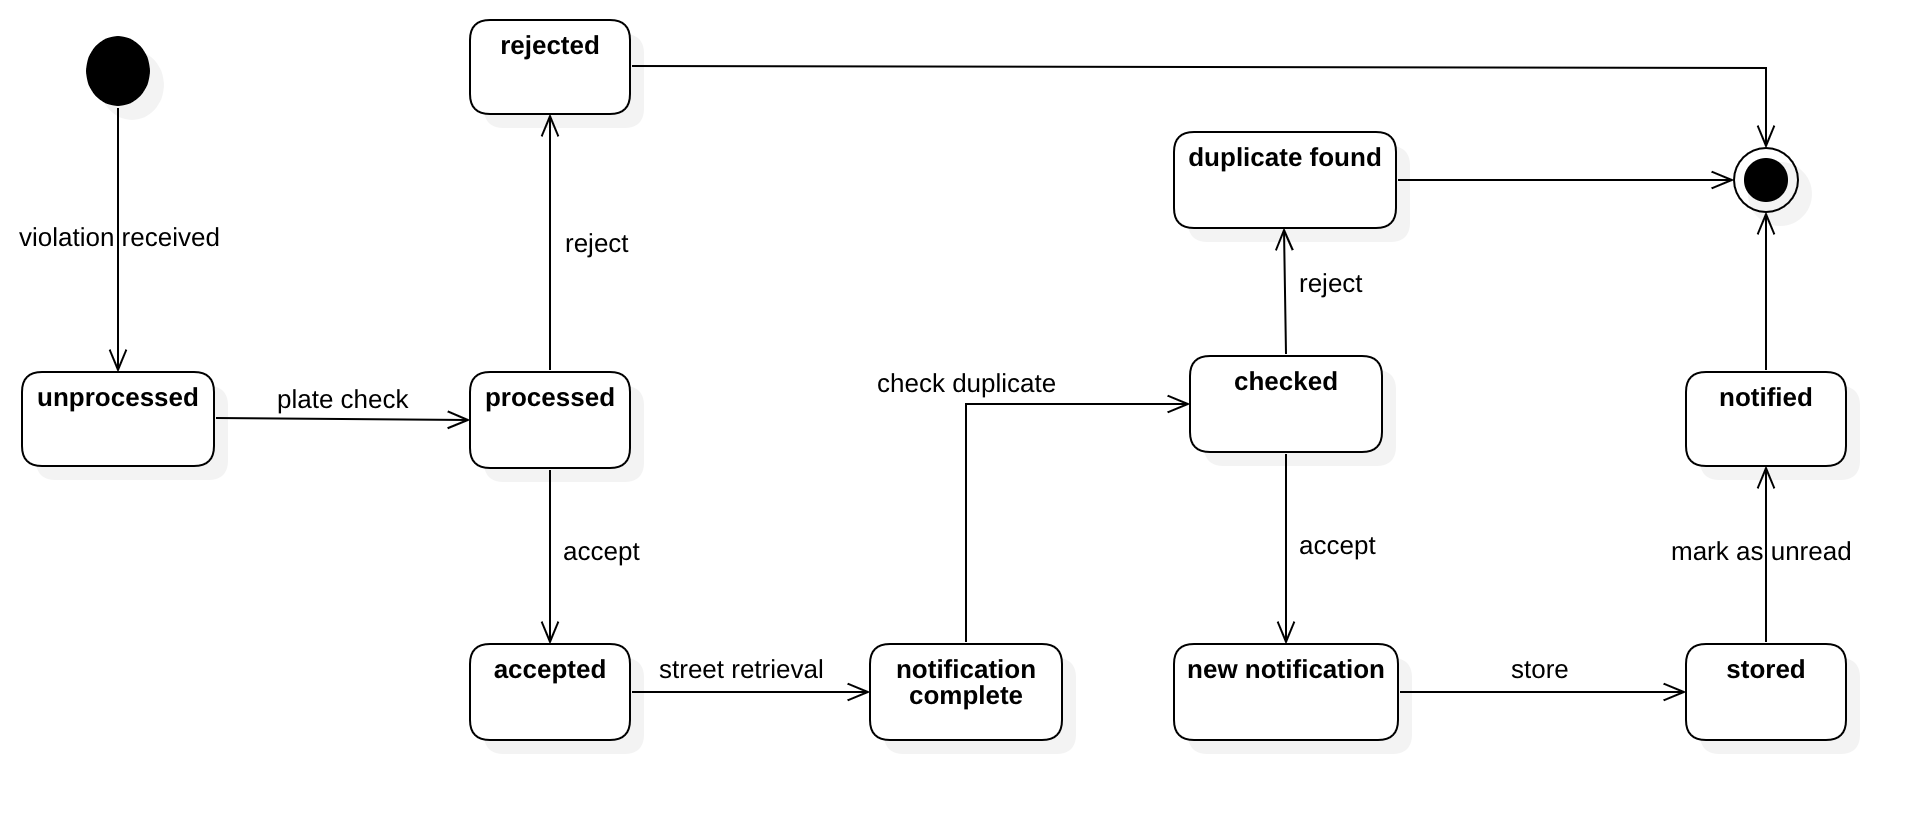 rejected
duplicate found
violation received
reject
reject
unprocessed
plate check
processed
check duplicate
checked
notified
accept
accept
mark as unread
accepted
street retrieval
notification
complete
new notification
store
stored